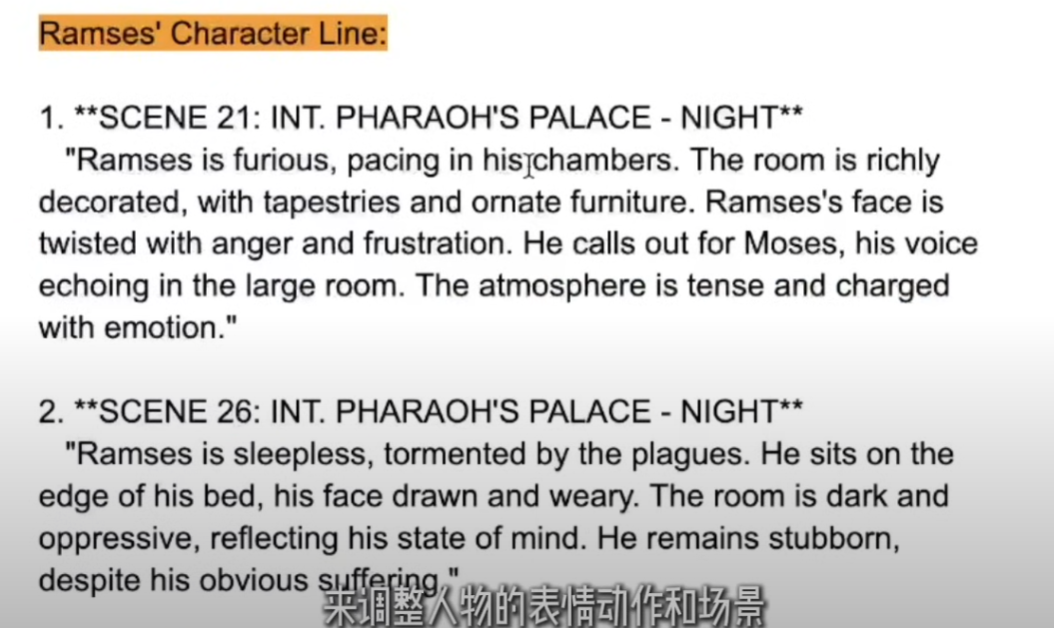 Ramses' Character Line:
1. **SCENE 21: INT. PHARAOH'S PALACE - NIGHT**
"Ramses is furious, pacing in his chambers. The room is richly
decorated, with tapestries and ornate furniture. Ramses's face is
twisted with anger and frustration. He calls out for Moses, his voice
echoing in the large room. The atmosphere is tense and charged
with emotion."
2. **SCENE 26: INT. PHARAOH'S PALACE - NIGHT**
"Ramses is sleepless, tormented by the plagues. He sits on the
edge of his bed, his face drawn and weary. The room is dark and
oppressive, reflecting his state of mind. He remains stubborn,
despite his obvious suffering."
来调整人物的表情动作和场景